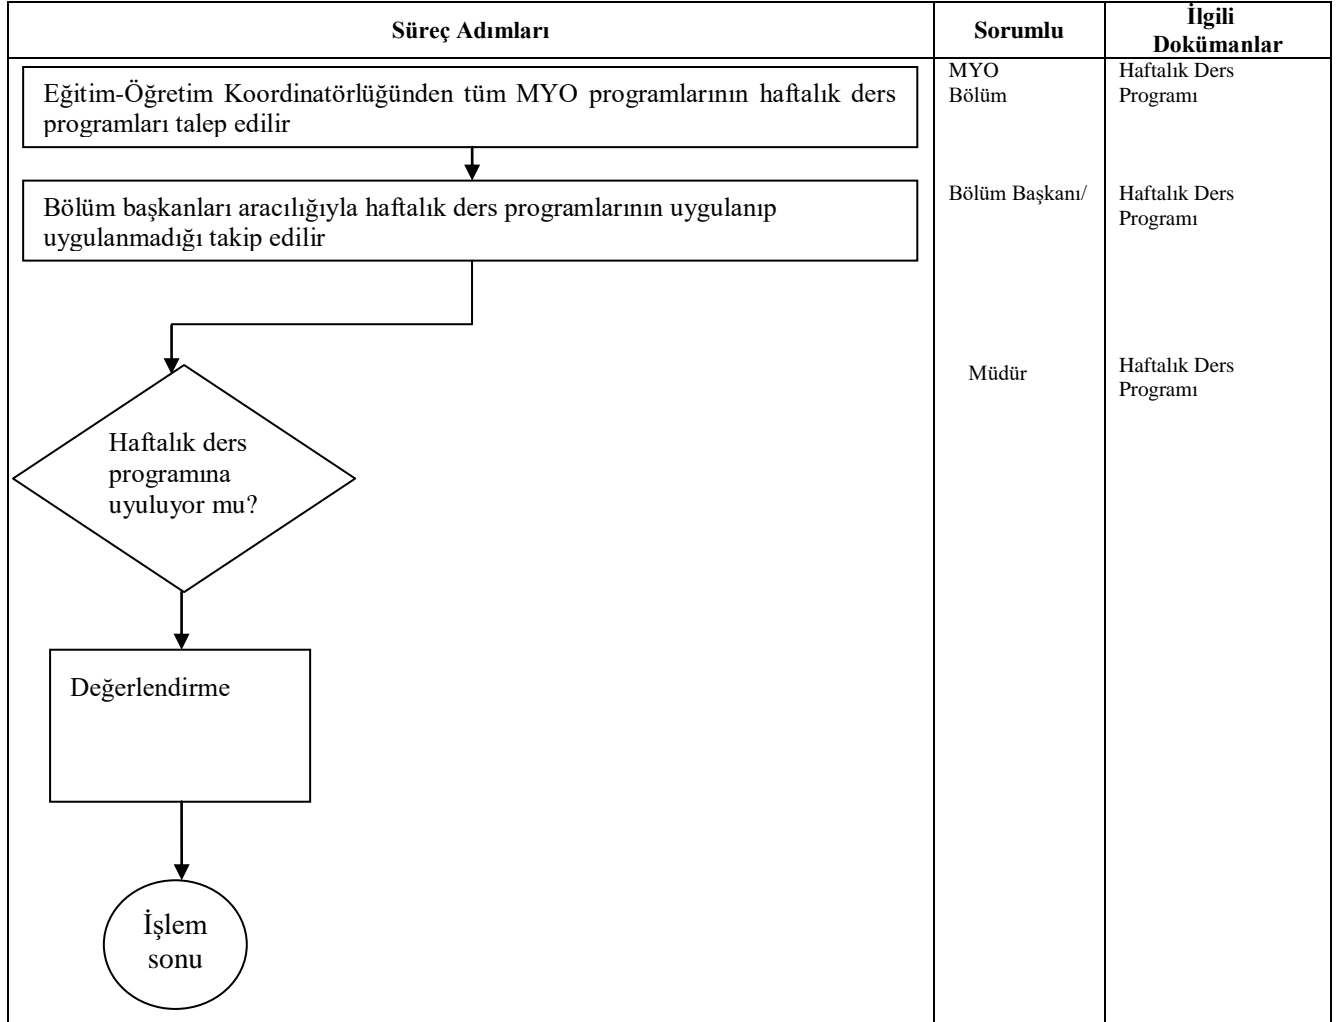 Süreç Adımları
Sorumlu
İlgili
Dokümanlar
Eğitim-Öğretim Koordinatörlüğünden tüm MYO programlarının haftalık ders
programları talep edilir
MYO
Bölüm
Haftalık Ders
Programı
Bölüm başkanları aracılığıyla haftalık ders programlarının uygulanıp
uygulanmadığı takip edilir
Bölüm Başkanı/
Haftalık Ders
Programı
Haftalık ders
programına
uyuluyor mu?
Müdür
Haftalık Ders
Programı
Değerlendirme
İşlem
sonu